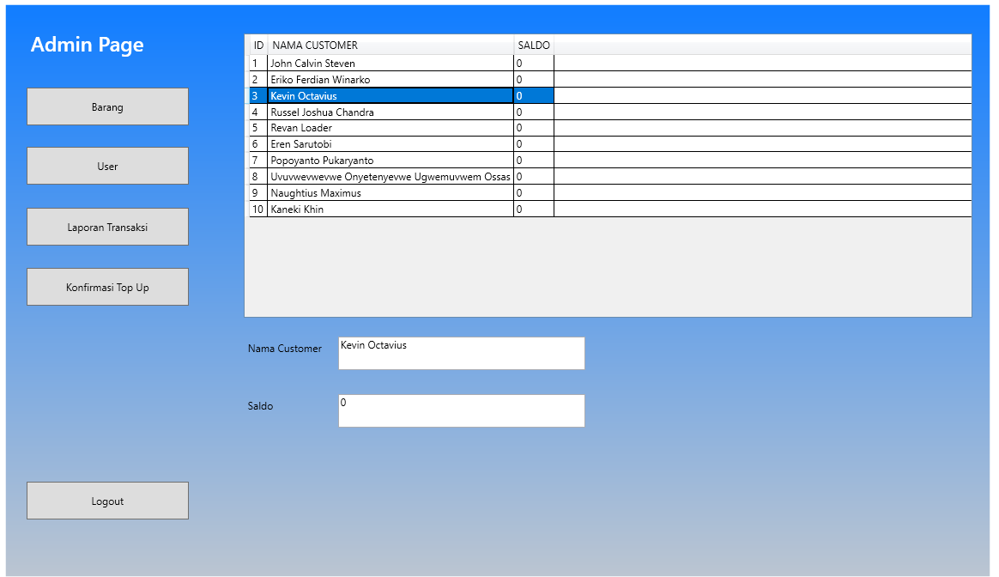 Admin Page
Barang
User
Laporan Transaksi
Konfirmasi Top Up
Logout
ID NAMA CUSTOMER SALDO
1 John Calvin Steven 0
2 Eriko Ferdian Winarko 0
3 Kevin Octavius 0
4 Russel Joshua Chandra 0
5 Revan Loader 0
6 Eren Sarutobi 0
7 Popoyanto Pukaryanto 0
8 Uvuvwevwevwe Onyetenyevwe Ugwemuvwem Ossas 0
9 Naughtius Maximus 0
10 Kaneki Khin 0
Nama Customer Kevin Octavius
Saldo 0